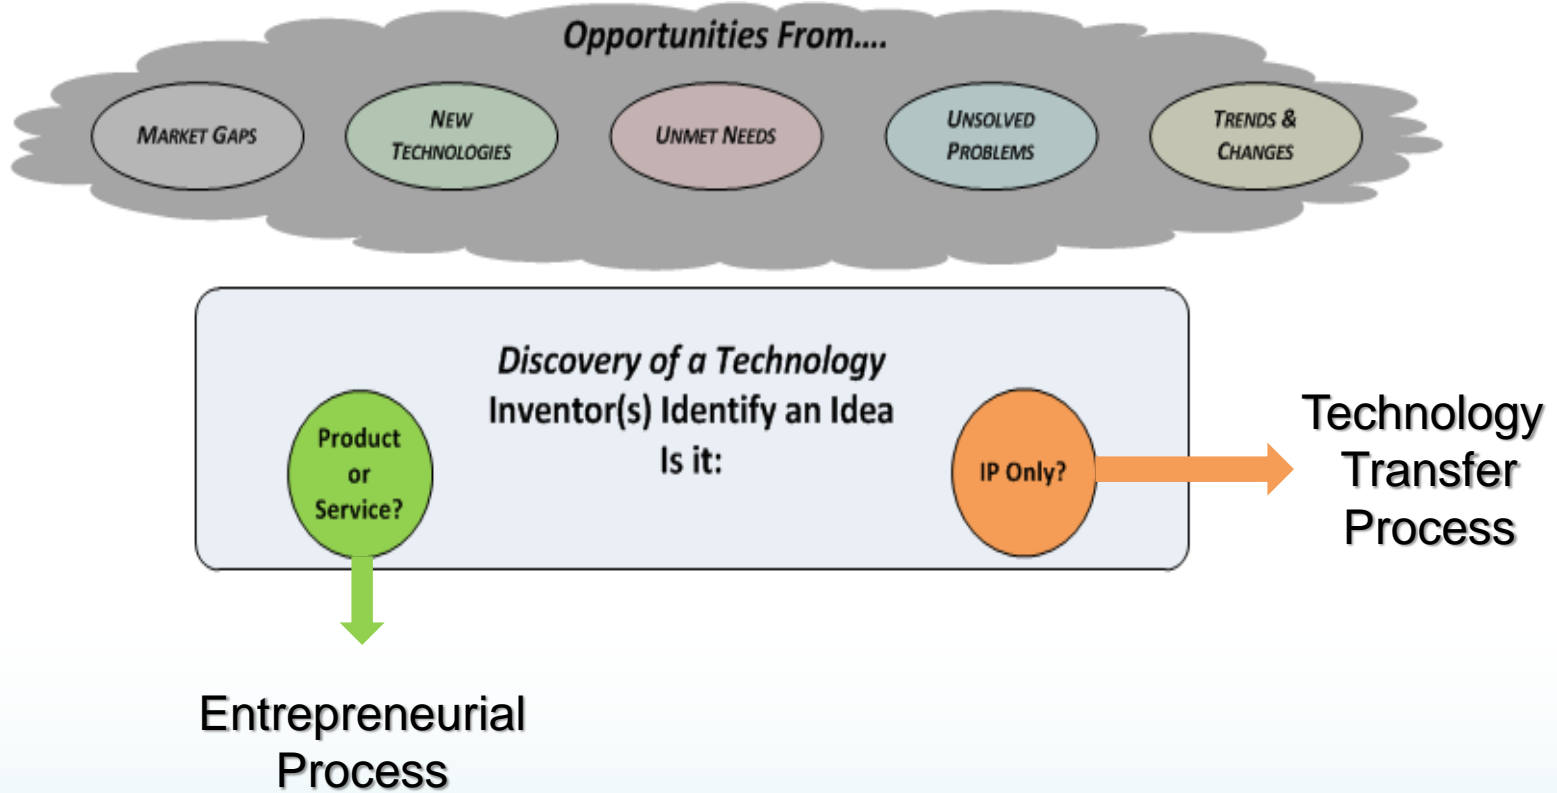 Opportunities From....
MARKET GAPS
NEW
TECHNOLOGIES
UNMET NEEDS
UNSOLVED
PROBLEMS
TRENDS &
CHANGES
Discovery of a Technology
Inventor(s) Identify an Idea
Is it:
Product
or
Service?
IP Only?
Technology
Transfer
Process
Entrepreneurial
Process